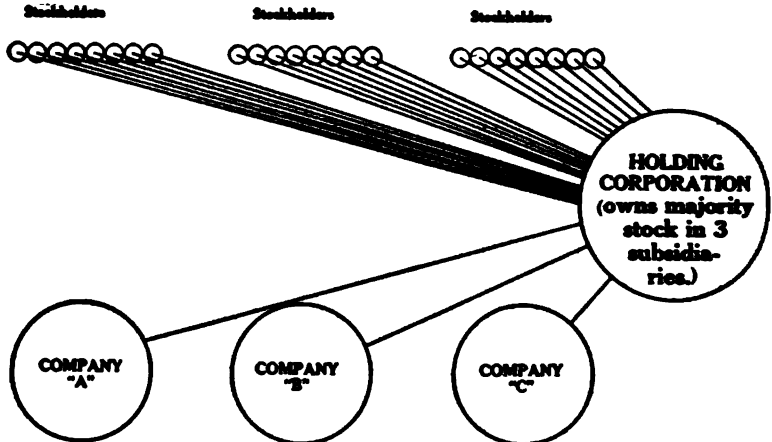 Stockholders
Stockholders
Stockholders
HOLDING
CORPORATION
(owns majority
stock in 3
subsidia-
ries.)
COMPANY
"A"
COMPANY
"B"
COMPANY
"C"